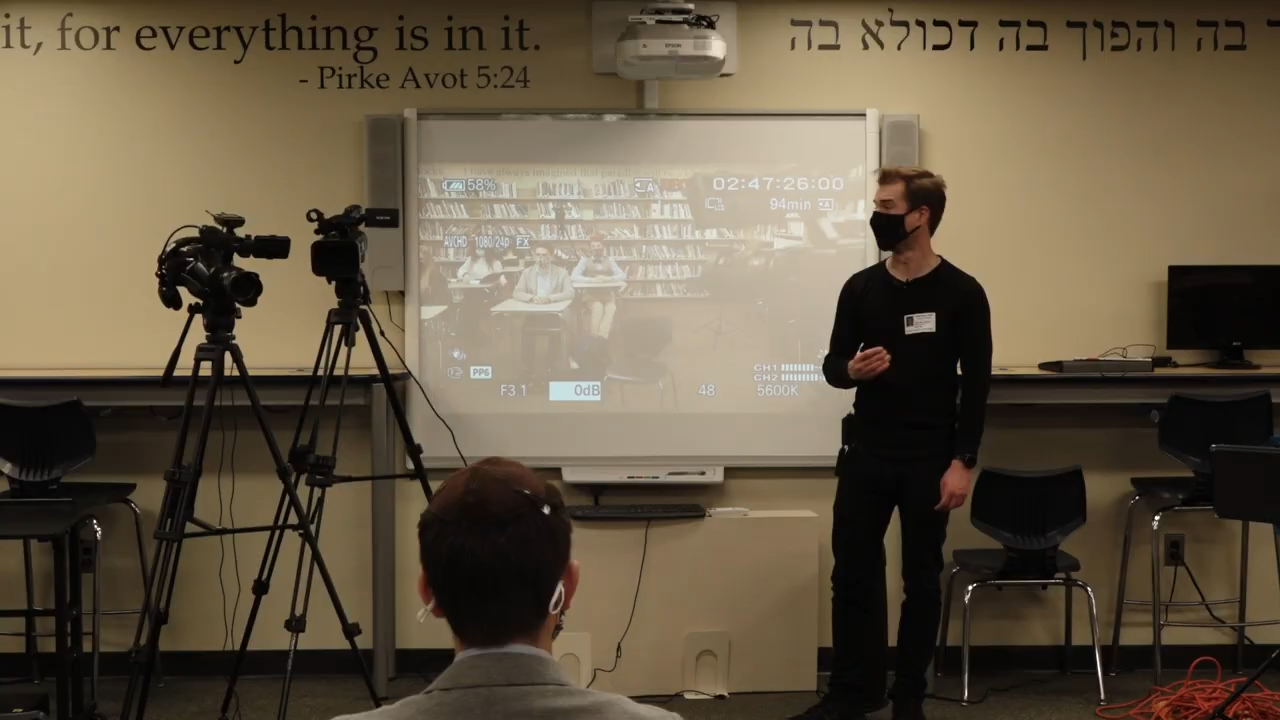 it, for everything is in it.
- Pirke Avot 5:24
בה והפוך בה דכולא בה
EPSON
58%
02:47:26:00
94min
AVCHD 1080/24p FX
PP6
CH1
CH2
F3.1 0dB 48 5600K